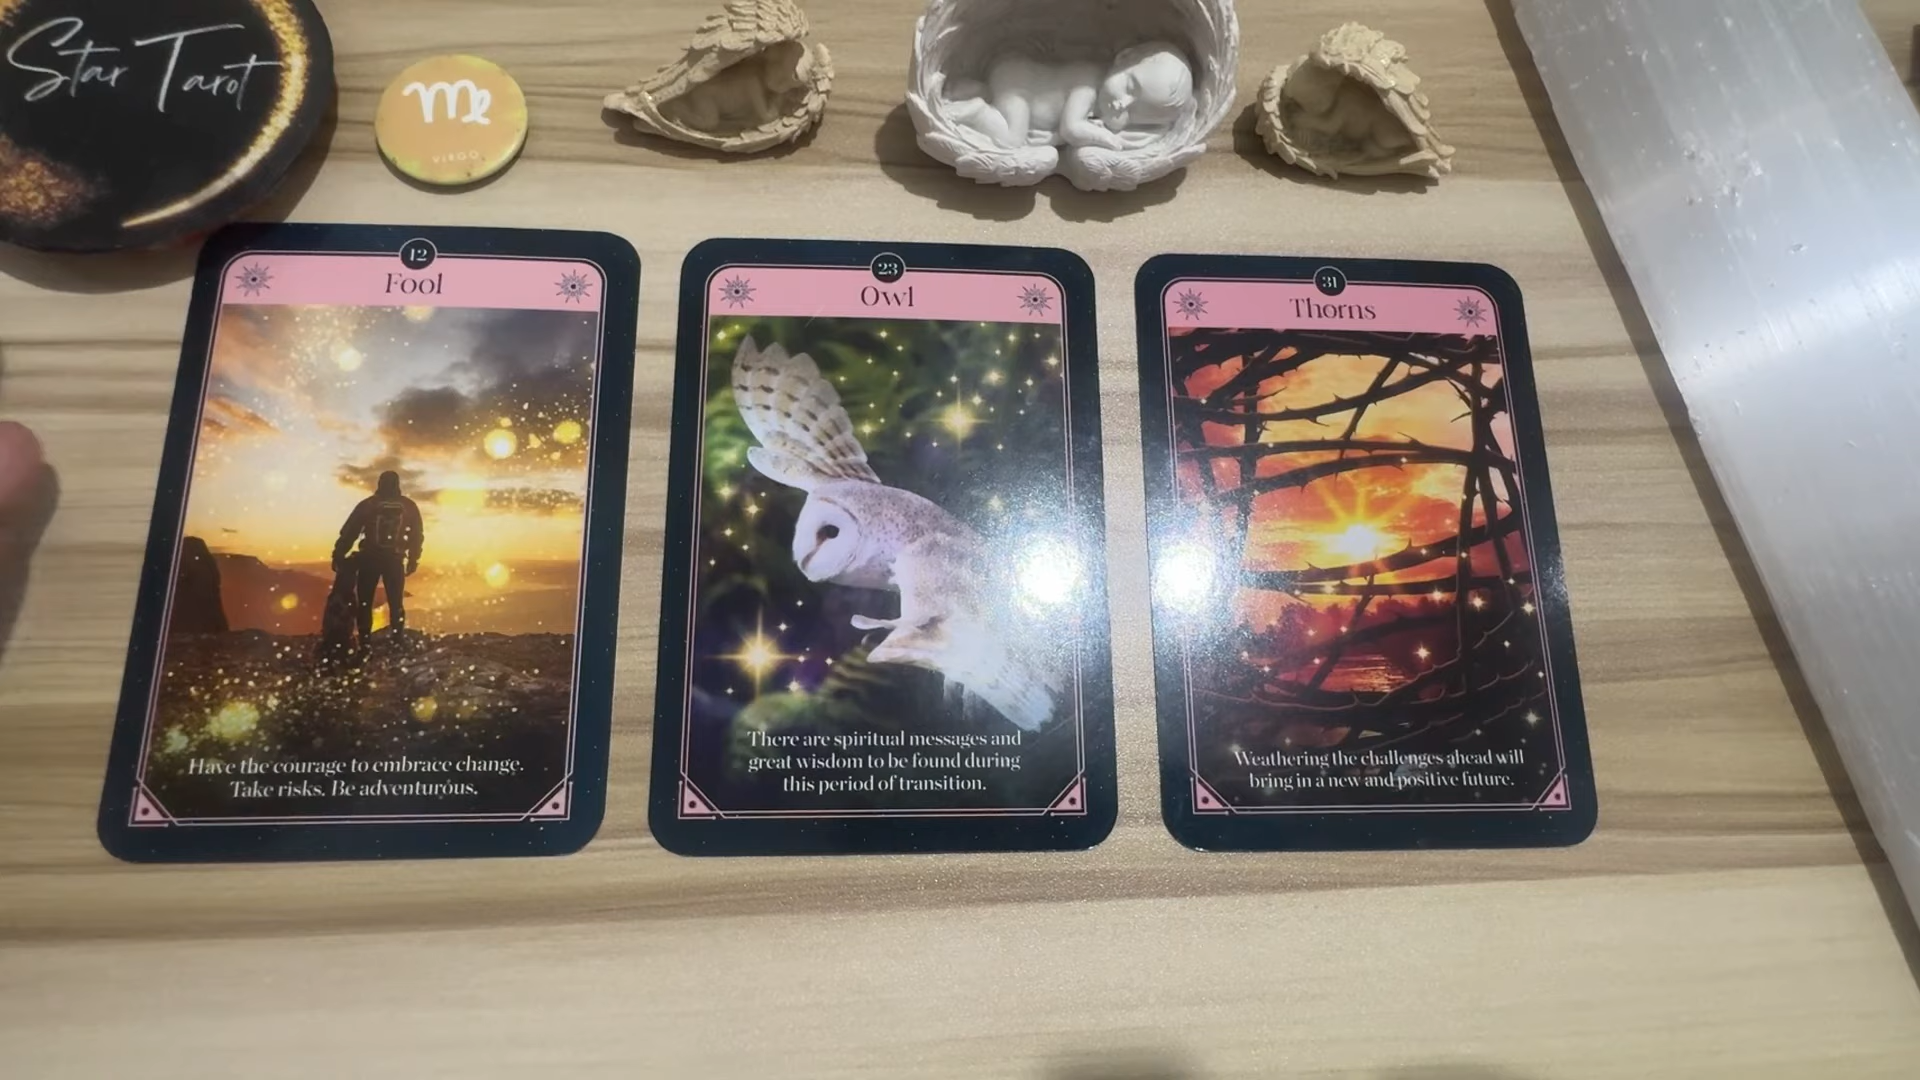 Star Tarot
VIRGO
12
Fool
Have the courage to embrace change.
Take risks. Be adventurous.
23
Owl
There are spiritual messages and
great wisdom to be found during
this period of transition.
31
Thorns
Weathering the challenges ahead will
bring in a new and positive future.